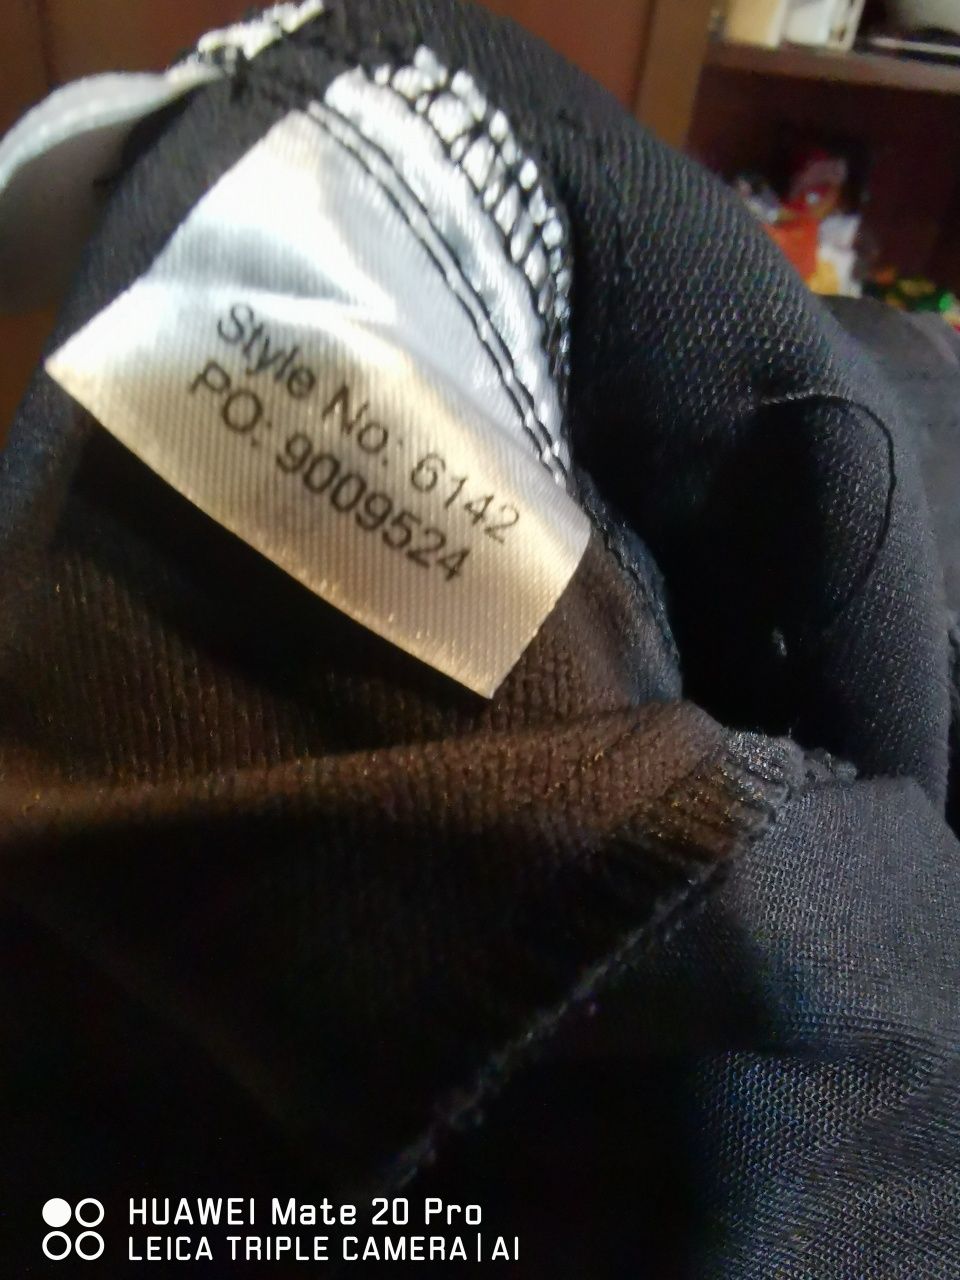 Style No: 6142
PO: 9009524
HUAWEI Mate 20 Pro
LEICA TRIPLE CAMERA|AI